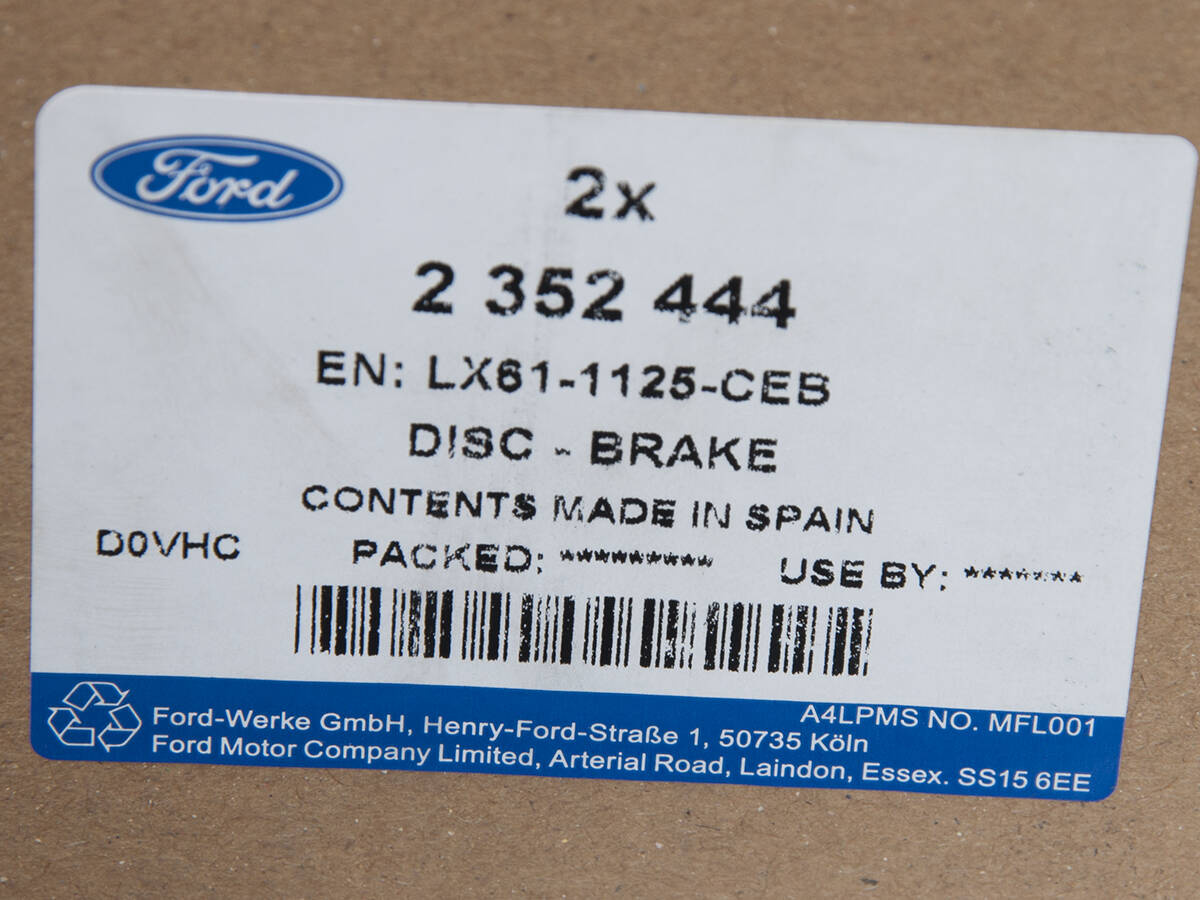 Ford
2x
2 352 444
EN: LX61-1125-CEB
DISC - BRAKE
CONTENTS MADE IN SPAIN
D0VHC PACKED: ********** USE BY: ********
A4LPMS NO. MFL001
Ford-Werke GmbH, Henry-Ford-Straße 1, 50735 Köln
Ford Motor Company Limited, Arterial Road, Laindon, Essex. SS15 6EE